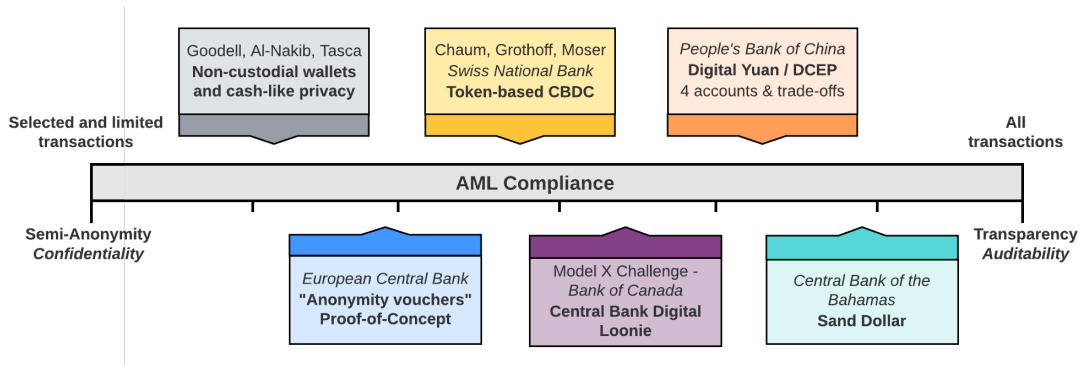 Goodell, Al-Nakib, Tasca
Non-custodial wallets
and cash-like privacy
Chaum, Grothoff, Moser
Swiss National Bank
Token-based CBDC
People's Bank of China
Digital Yuan / DCEP
4 accounts & trade-offs
Selected and limited
transactions
All
transactions
AML Compliance
Semi-Anonymity
Confidentiality
Transparency
Auditability
European Central Bank
"Anonymity vouchers"
Proof-of-Concept
Model X Challenge -
Bank of Canada
Central Bank Digital
Loonie
Central Bank of the
Bahamas
Sand Dollar